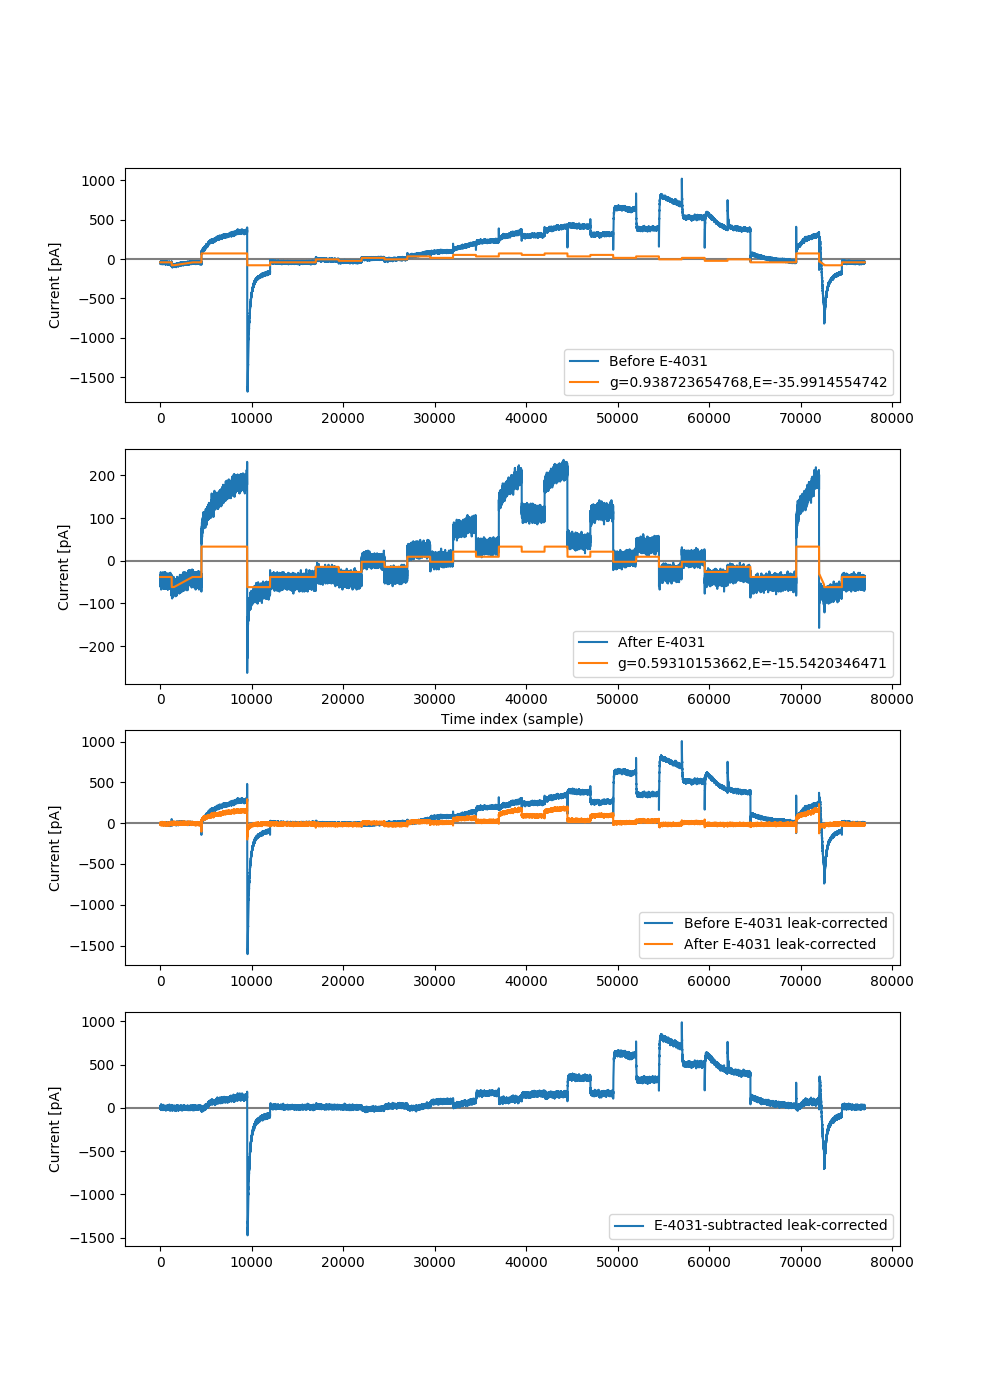 1000
500
0
−500
−1000
−1500
Current [pA]
Before E-4031
g=0.938723654768,E=-35.9914554742
0 10000 20000 30000 40000 50000 60000 70000 80000
200
100
0
−100
−200
Current [pA]
After E-4031
g=0.59310153662,E=-15.5420346471
0 10000 20000 30000 40000 50000 60000 70000 80000
Time index (sample)
1000
500
0
−500
−1000
−1500
Current [pA]
Before E-4031 leak-corrected
After E-4031 leak-corrected
0 10000 20000 30000 40000 50000 60000 70000 80000
1000
500
0
−500
−1000
−1500
Current [pA]
E-4031-subtracted leak-corrected
0 10000 20000 30000 40000 50000 60000 70000 80000